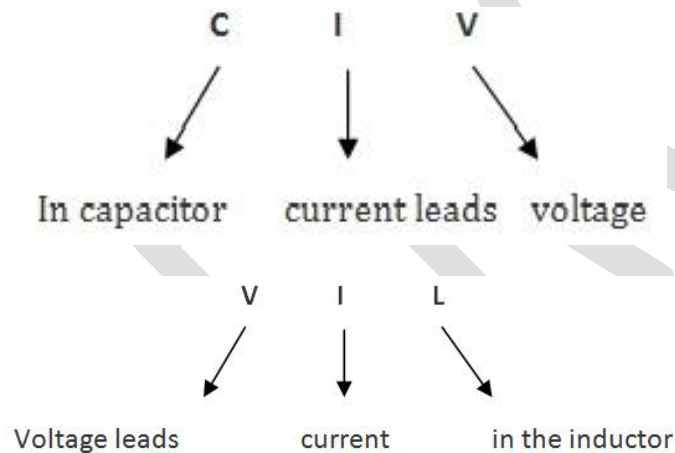 C I V
In capacitor current leads voltage
V I L
Voltage leads current in the inductor